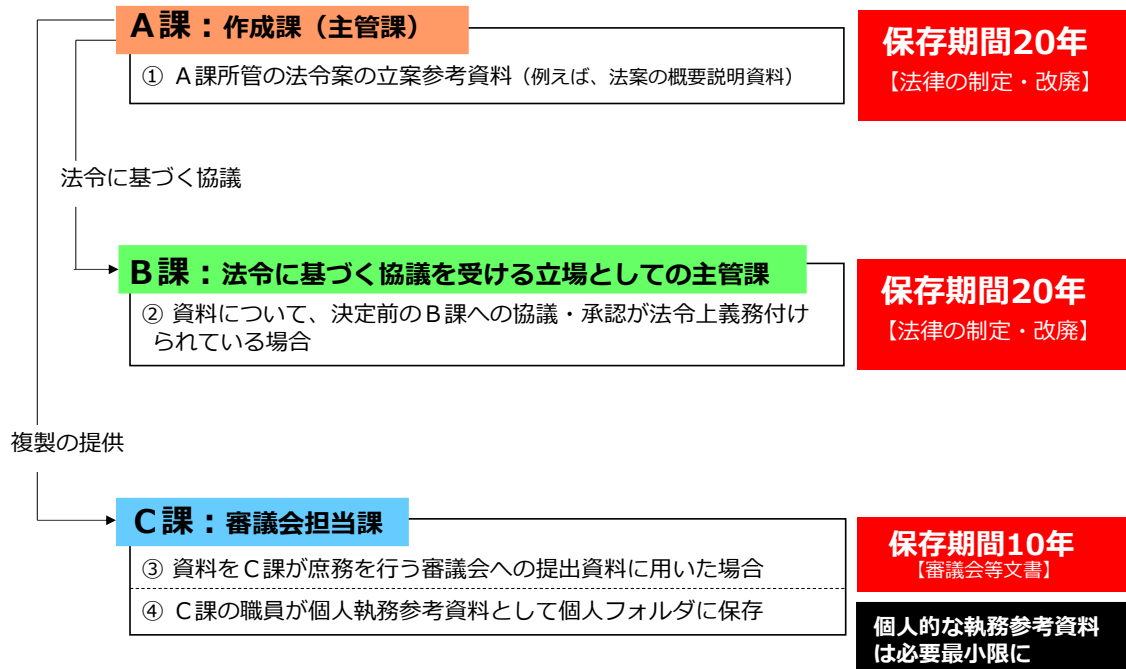 A課：作成課（主管課）
① A課所管の法令案の立案参考資料（例えば、法案の概要説明資料）
保存期間20年
【法律の制定・改廃】
法令に基づく協議
B課：法令に基づく協議を受ける立場としての主管課
② 資料について、決定前のB課への協議・承認が法令上義務付け
られている場合
保存期間20年
【法律の制定・改廃】
複製の提供
C課：審議会担当課
③ 資料をC課が庶務を行う審議会への提出資料に用いた場合
④ C課の職員が個人執務参考資料として個人フォルダに保存
保存期間10年
【審議会等文書】
個人的な執務参考資料
は必要最小限に